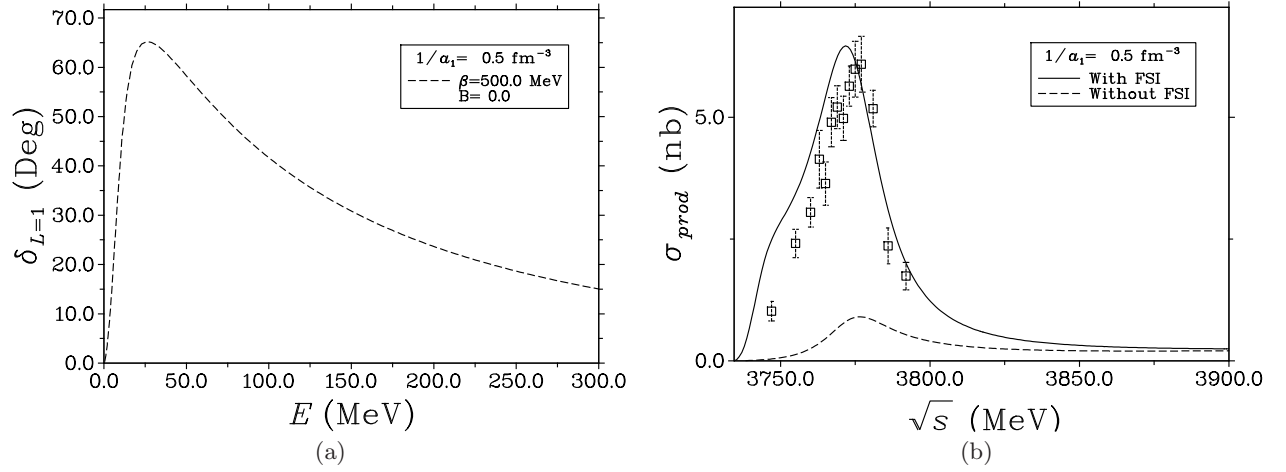 70.0
60.0
50.0
40.0
30.0
20.0
10.0
0.0
δ_{L=1} (Deg)
1/a₁= 0.5 fm⁻³
β=500.0 MeV
B= 0.0
0.0 50.0 100.0 150.0 200.0 250.0 300.0
E (MeV)
(a)
5.0
0.0
σ_{prod} (nb)
1/a₁= 0.5 fm⁻³
With FSI
Without FSI
3750.0 3800.0 3850.0 3900.0
√s (MeV)
(b)